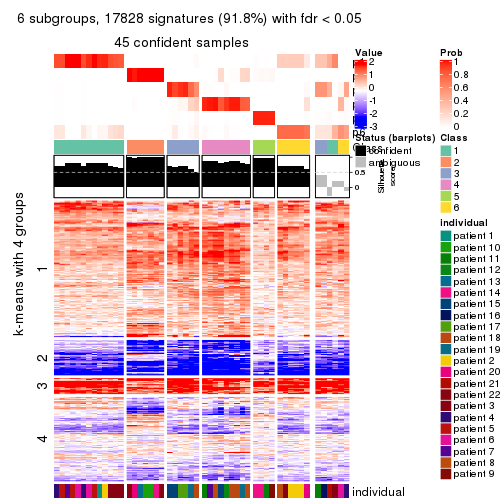 6 subgroups, 17828 signatures (91.8%) with fdr < 0.05
45 confident samples
k-means with 4 groups
1
2
3
4
Class
0.5
0
Silhouette
score
individual
Value
2
1
0
-1
-2
-3
Status (barplots)
confident
ambiguous
Prob
1
0.8
0.6
0.4
0.2
0
Class
1
2
3
4
5
6
individual
patient 1
patient 10
patient 11
patient 12
patient 13
patient 14
patient 15
patient 16
patient 17
patient 18
patient 19
patient 2
patient 20
patient 21
patient 22
patient 3
patient 4
patient 5
patient 6
patient 7
patient 8
patient 9